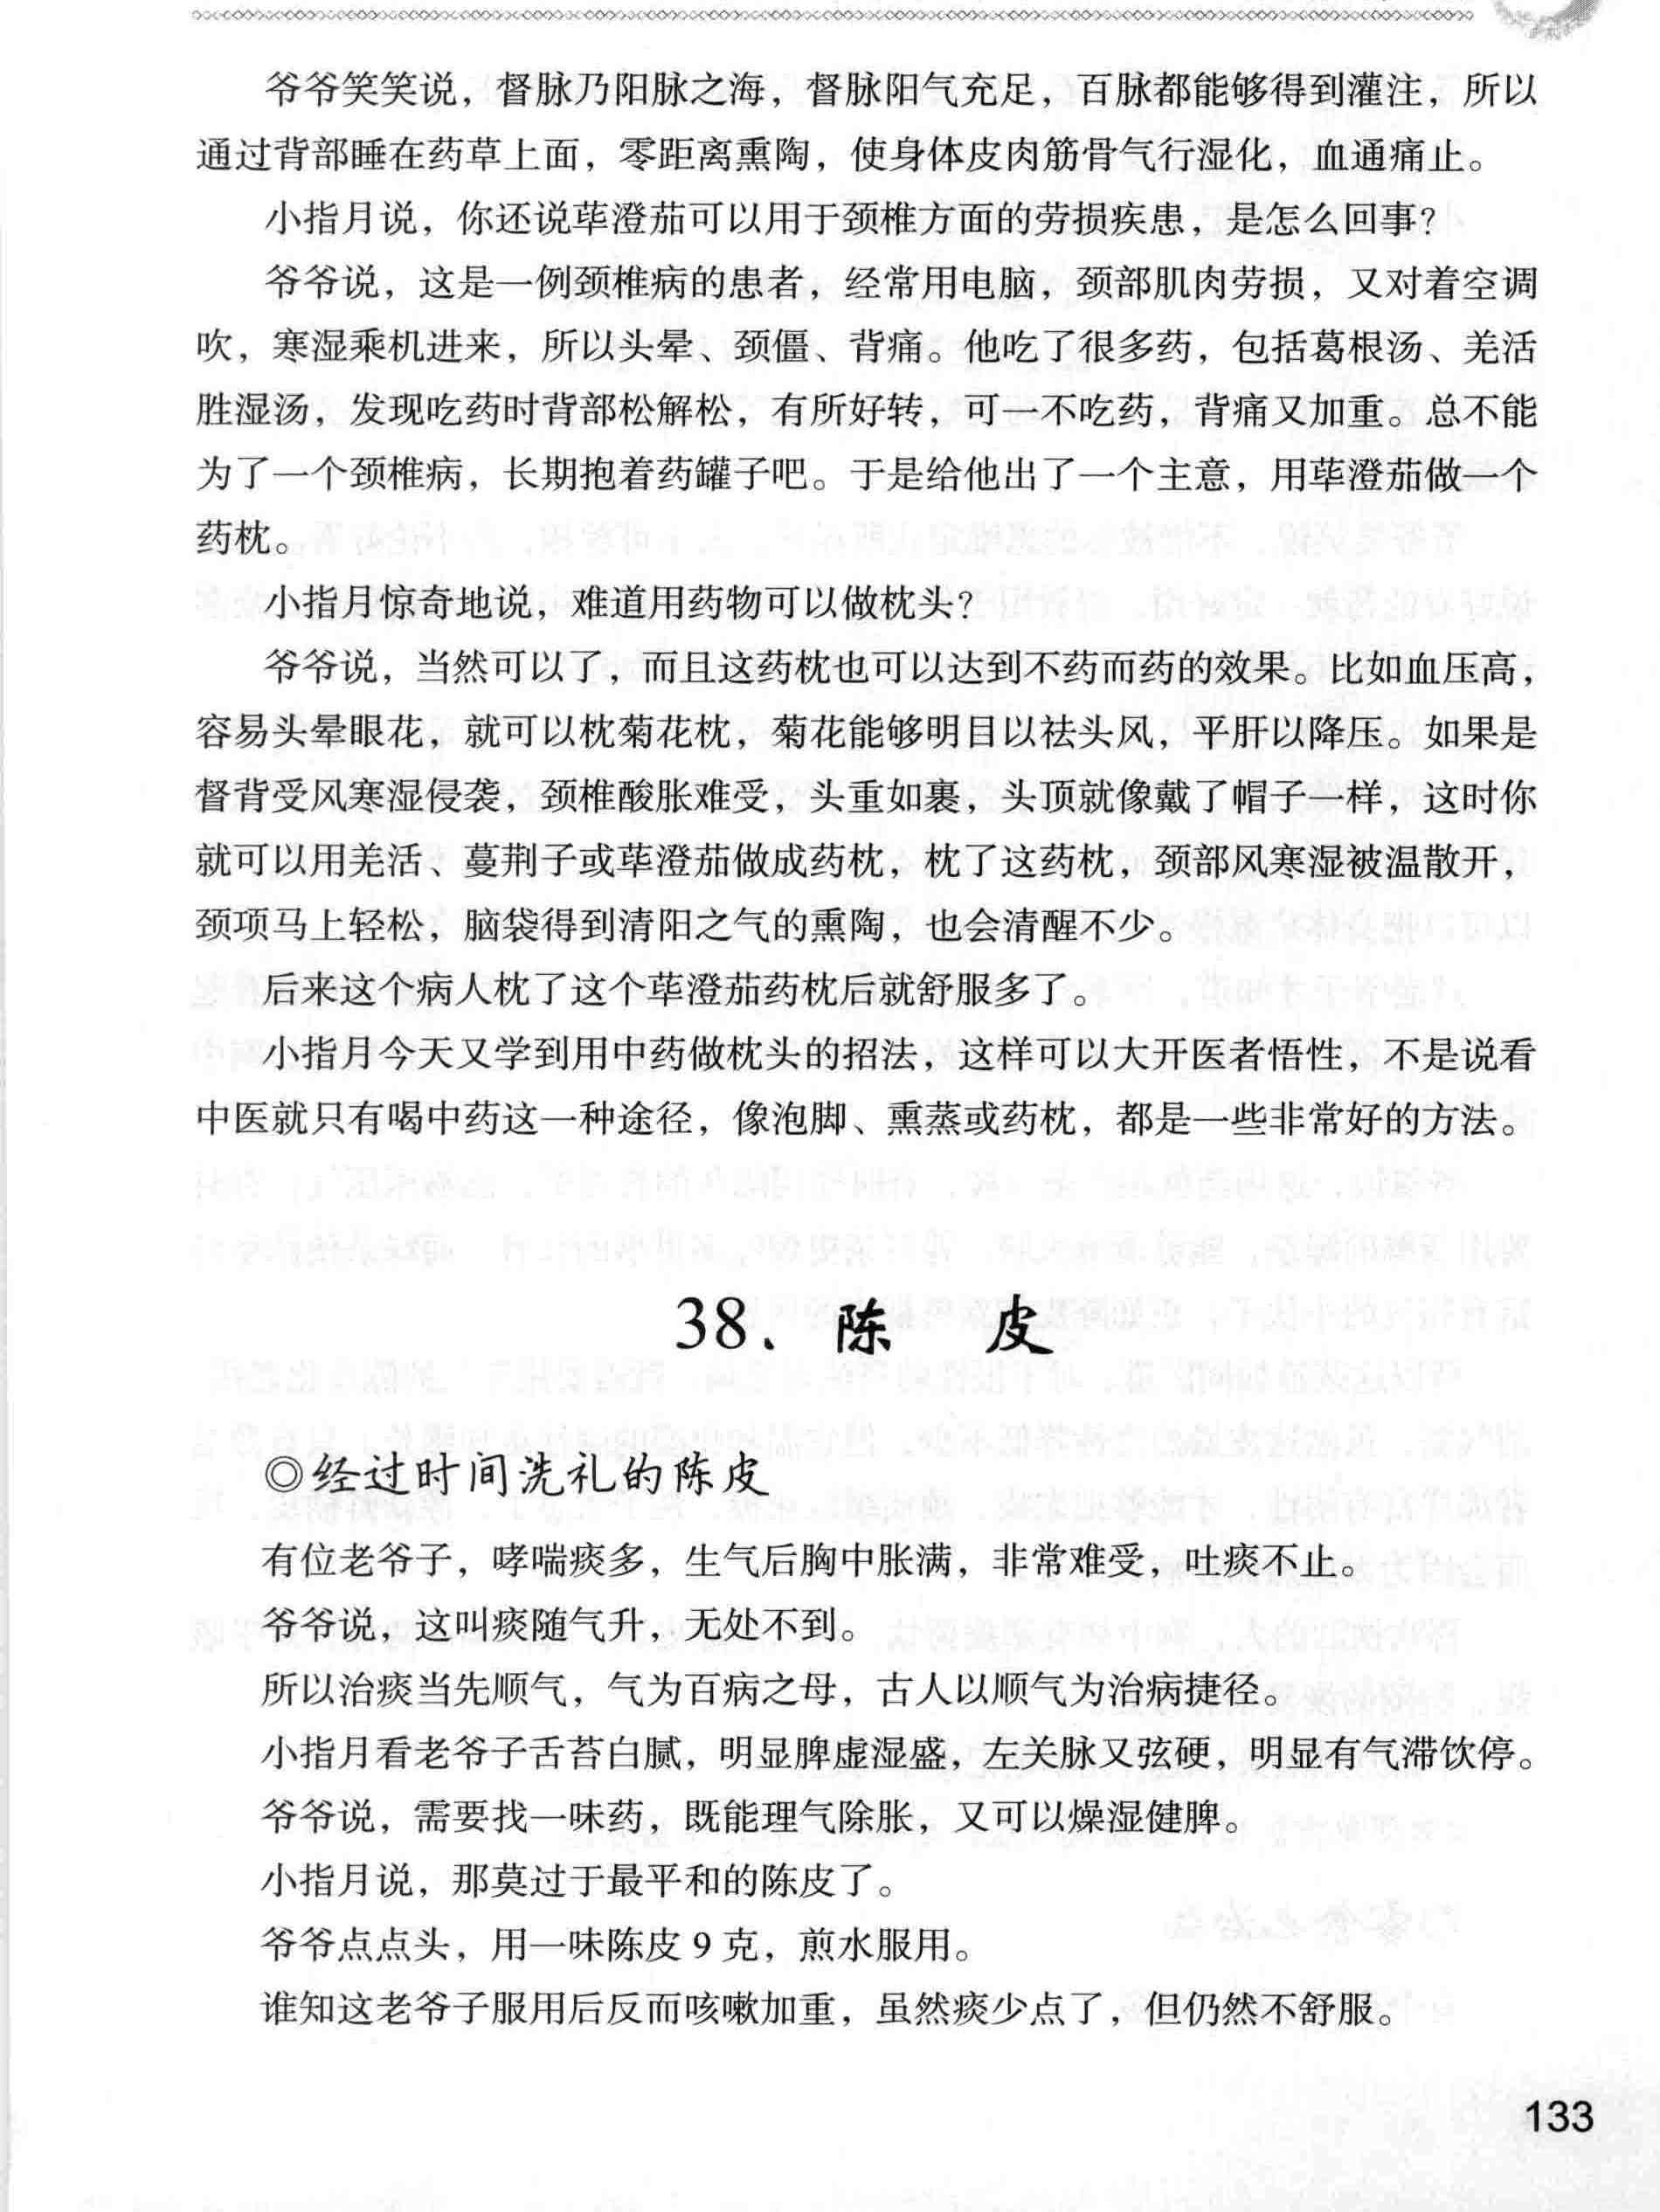 爷爷笑笑说，督脉乃阳脉之海，督脉阳气充足，百脉都能够得到灌注，所以
通过背部睡在药草上面，零距离熏陶，使身体皮肉筋骨气行湿化，血通痛止。
小指月说，你还说荜澄茄可以用于颈椎方面的劳损疾患，是怎么回事？
爷爷说，这是一例颈椎病的患者，经常用电脑，颈部肌肉劳损，又对着空调
吹，寒湿乘机进来，所以头晕、颈僵、背痛。他吃了很多药，包括葛根汤、羌活
胜湿汤，发现吃药时背部松解松，有所好转，可一不吃药，背痛又加重。总不能
为了一个颈椎病，长期抱着药罐子吧。于是给他出了一个主意，用荜澄茄做一个
药枕。
小指月惊奇地说，难道用药物可以做枕头？
爷爷说，当然可以了，而且这药枕也可以达到不药而药的效果。比如血压高，
容易头晕眼花，就可以枕菊花枕，菊花能够明目以祛头风，平肝以降压。如果是
督背受风寒湿侵袭，颈椎酸胀难受，头重如裹，头顶就像戴了帽子一样，这时你
就可以用羌活、蔓荆子或荜澄茄做成药枕，枕了这药枕，颈部风寒湿被温散开，
颈项马上轻松，脑袋得到清阳之气的熏陶，也会清醒不少。
后来这个病人枕了这个荜澄茄药枕后就舒服多了。
小指月今天又学到用中药做枕头的招法，这样可以大开医者悟性，不是说看
中医就只有喝中药这一种途径，像泡脚、熏蒸或药枕，都是一些非常好的方法。
38、陈 皮
◎经过时间洗礼的陈皮
有位老爷子，哮喘痰多，生气后胸中胀满，非常难受，吐痰不止。
爷爷说，这叫痰随气升，无处不到。
所以治痰当先顺气，气为百病之母，古人以顺气为治病捷径。
小指月看老爷子舌苔白腻，明显脾虚湿盛，左关脉又弦硬，明显有气滞饮停。
爷爷说，需要找一味药，既能理气除胀，又可以燥湿健脾。
小指月说，那莫过于最平和的陈皮了。
爷爷点点头，用一味陈皮 9 克，煎水服用。
谁知这老爷子服用后反而咳嗽加重，虽然痰少点了，但仍然不舒服。
133